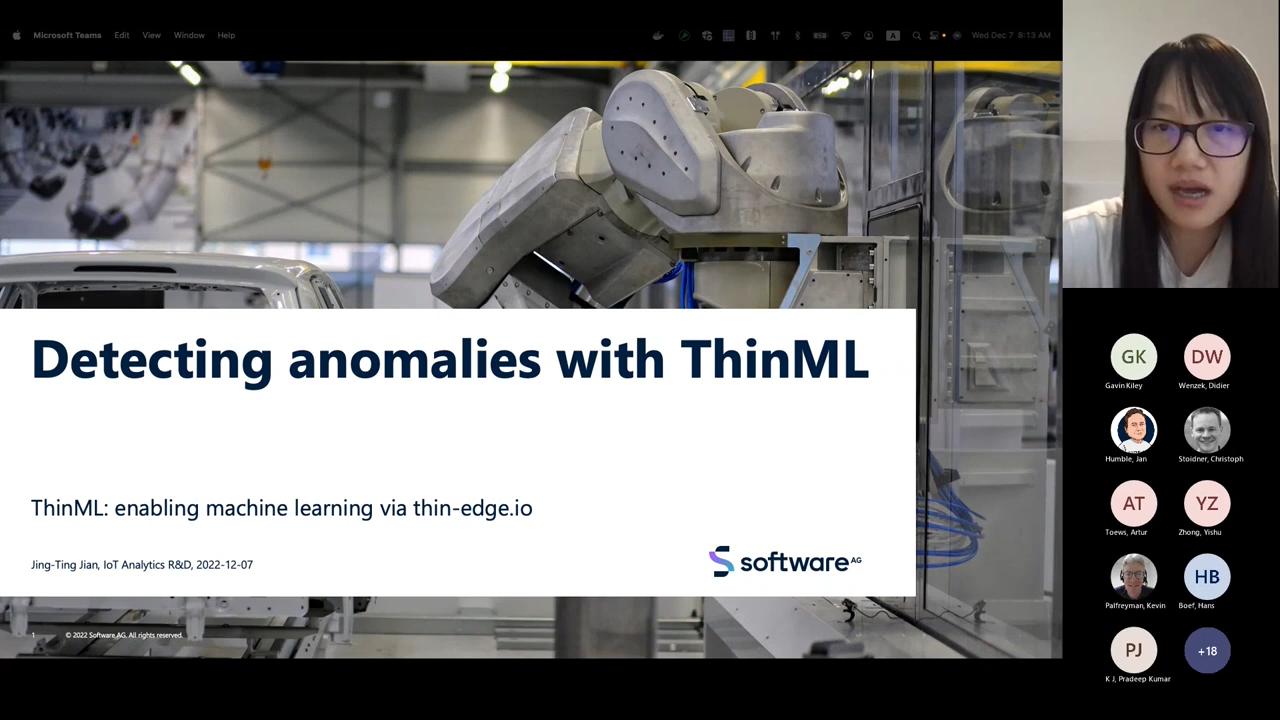 Microsoft Teams Edit View Window Help
A
Wed Dec 7 8:13 AM
Detecting anomalies with ThinML
ThinML: enabling machine learning via thin-edge.io
Jing-Ting Jian, IoT Analytics R&D, 2022-12-07
software AG
1 © 2022 Software AG. All rights reserved.
GK DW
Gavin Kiley Wenzek, Didier
Humble, Jan Stoidner, Christoph
AT YZ
Toews, Artur Zhong, Yishu
HB
Palfreyman, Kevin Boef, Hans
PJ +18
K J, Pradeep Kumar